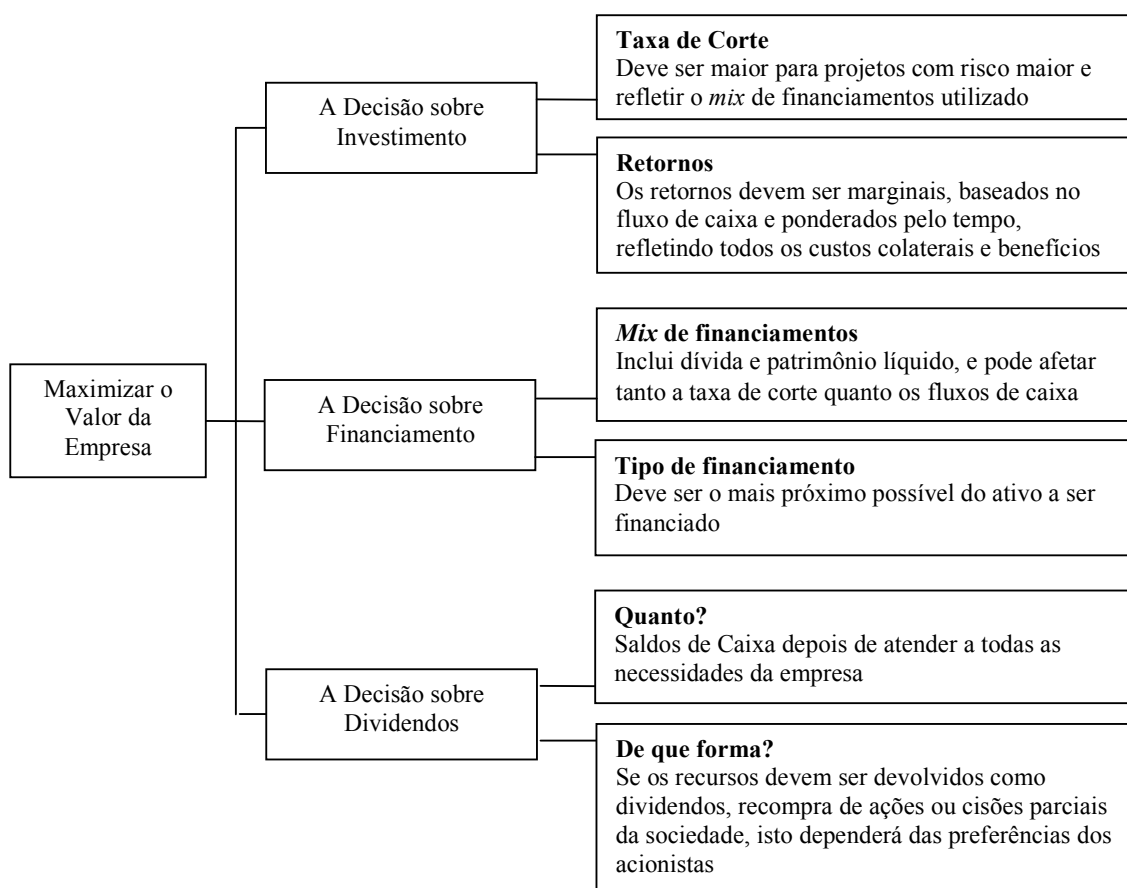 Maximizar o
Valor da
Empresa
A Decisão sobre
Investimento
Taxa de Corte
Deve ser maior para projetos com risco maior e
refletir o mix de financiamentos utilizado
Retornos
Os retornos devem ser marginais, baseados no
fluxo de caixa e ponderados pelo tempo,
refletindo todos os custos colaterais e benefícios
A Decisão sobre
Financiamento
Mix de financiamentos
Inclui dívida e patrimônio líquido, e pode afetar
tanto a taxa de corte quanto os fluxos de caixa
Tipo de financiamento
Deve ser o mais próximo possível do ativo a ser
financiado
A Decisão sobre
Dividendos
Quanto?
Saldos de Caixa depois de atender a todas as
necessidades da empresa
De que forma?
Se os recursos devem ser devolvidos como
dividendos, recompra de ações ou cisões parciais
da sociedade, isto dependerá das preferências dos
acionistas